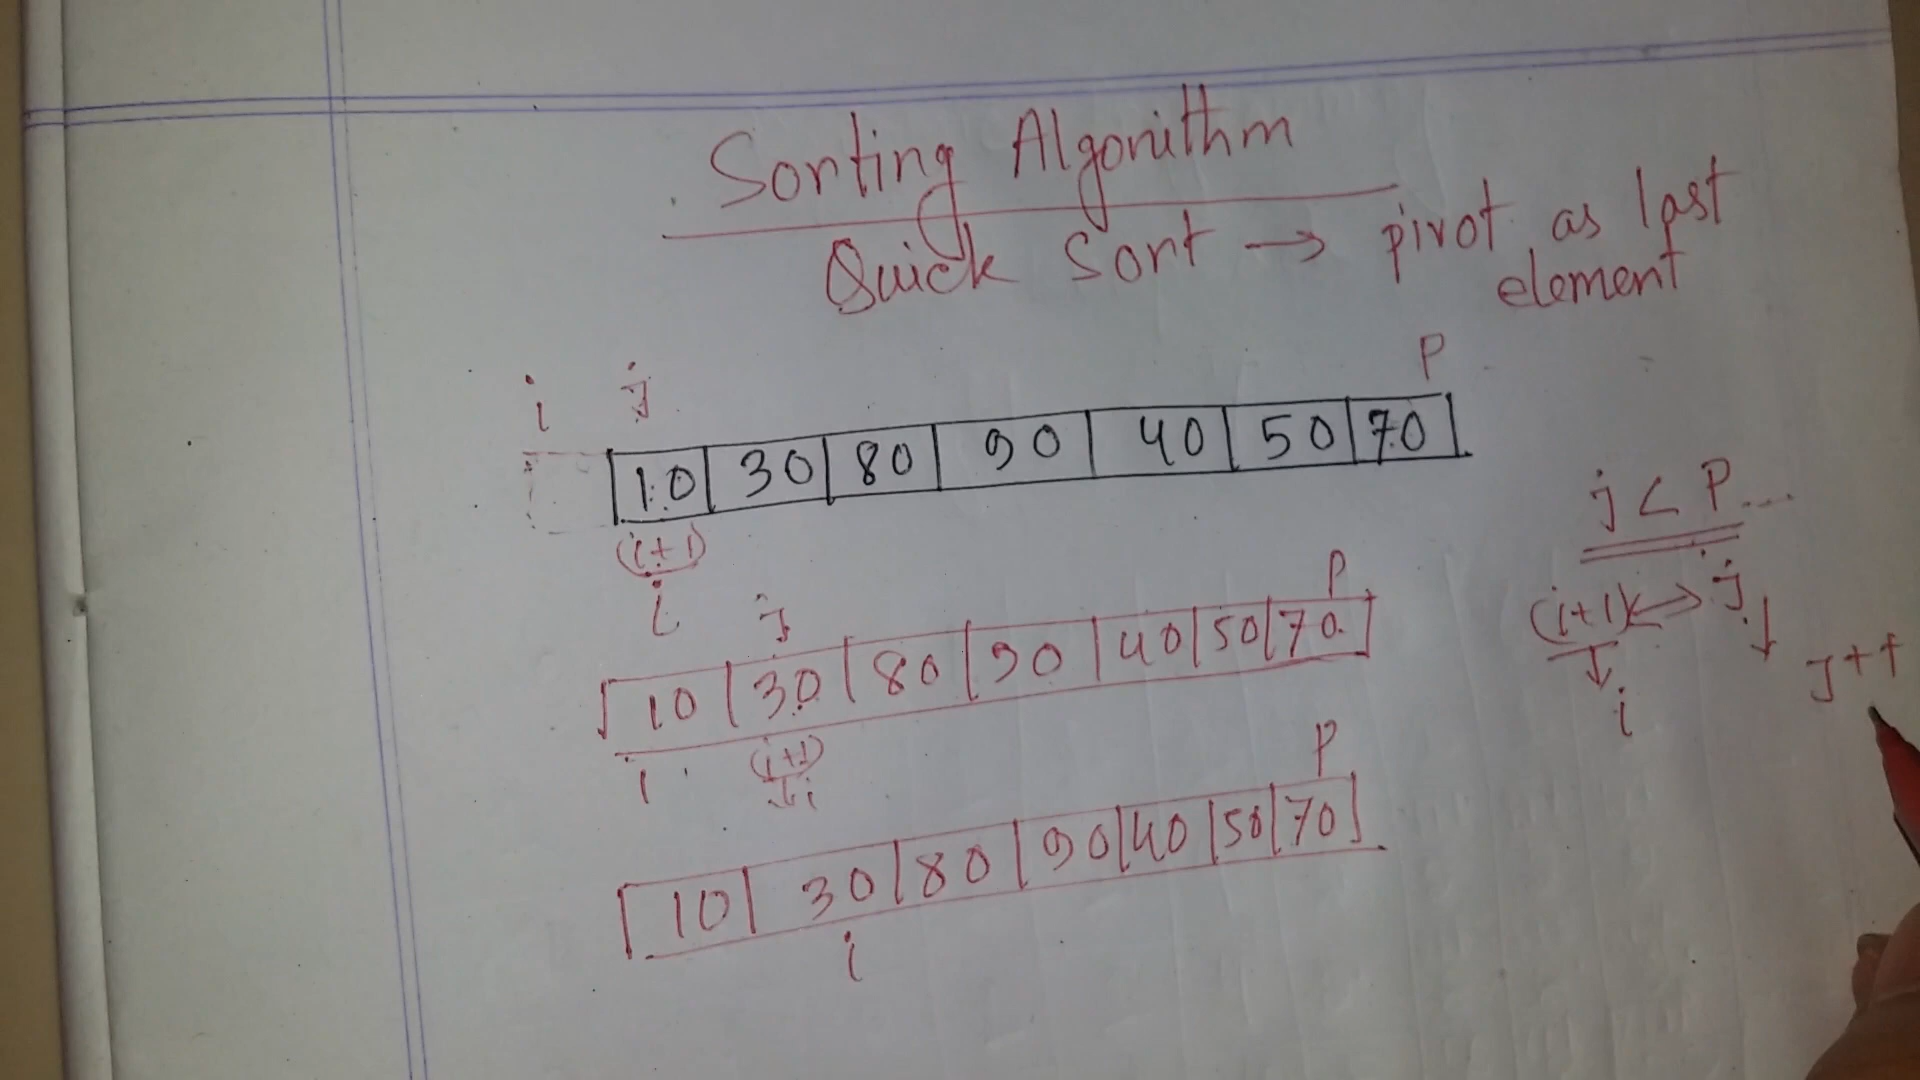 Sorting Algorithm
Quick Sort → pivot as last
element
i j P
10 30 80 90 40 50 70
(i+1)
i
j < P
j P
10 30 80 90 40 50 70
i (i+1)
i
(i+1) ↔ j
i
j++
P
10 30 80 90 40 50 70
i